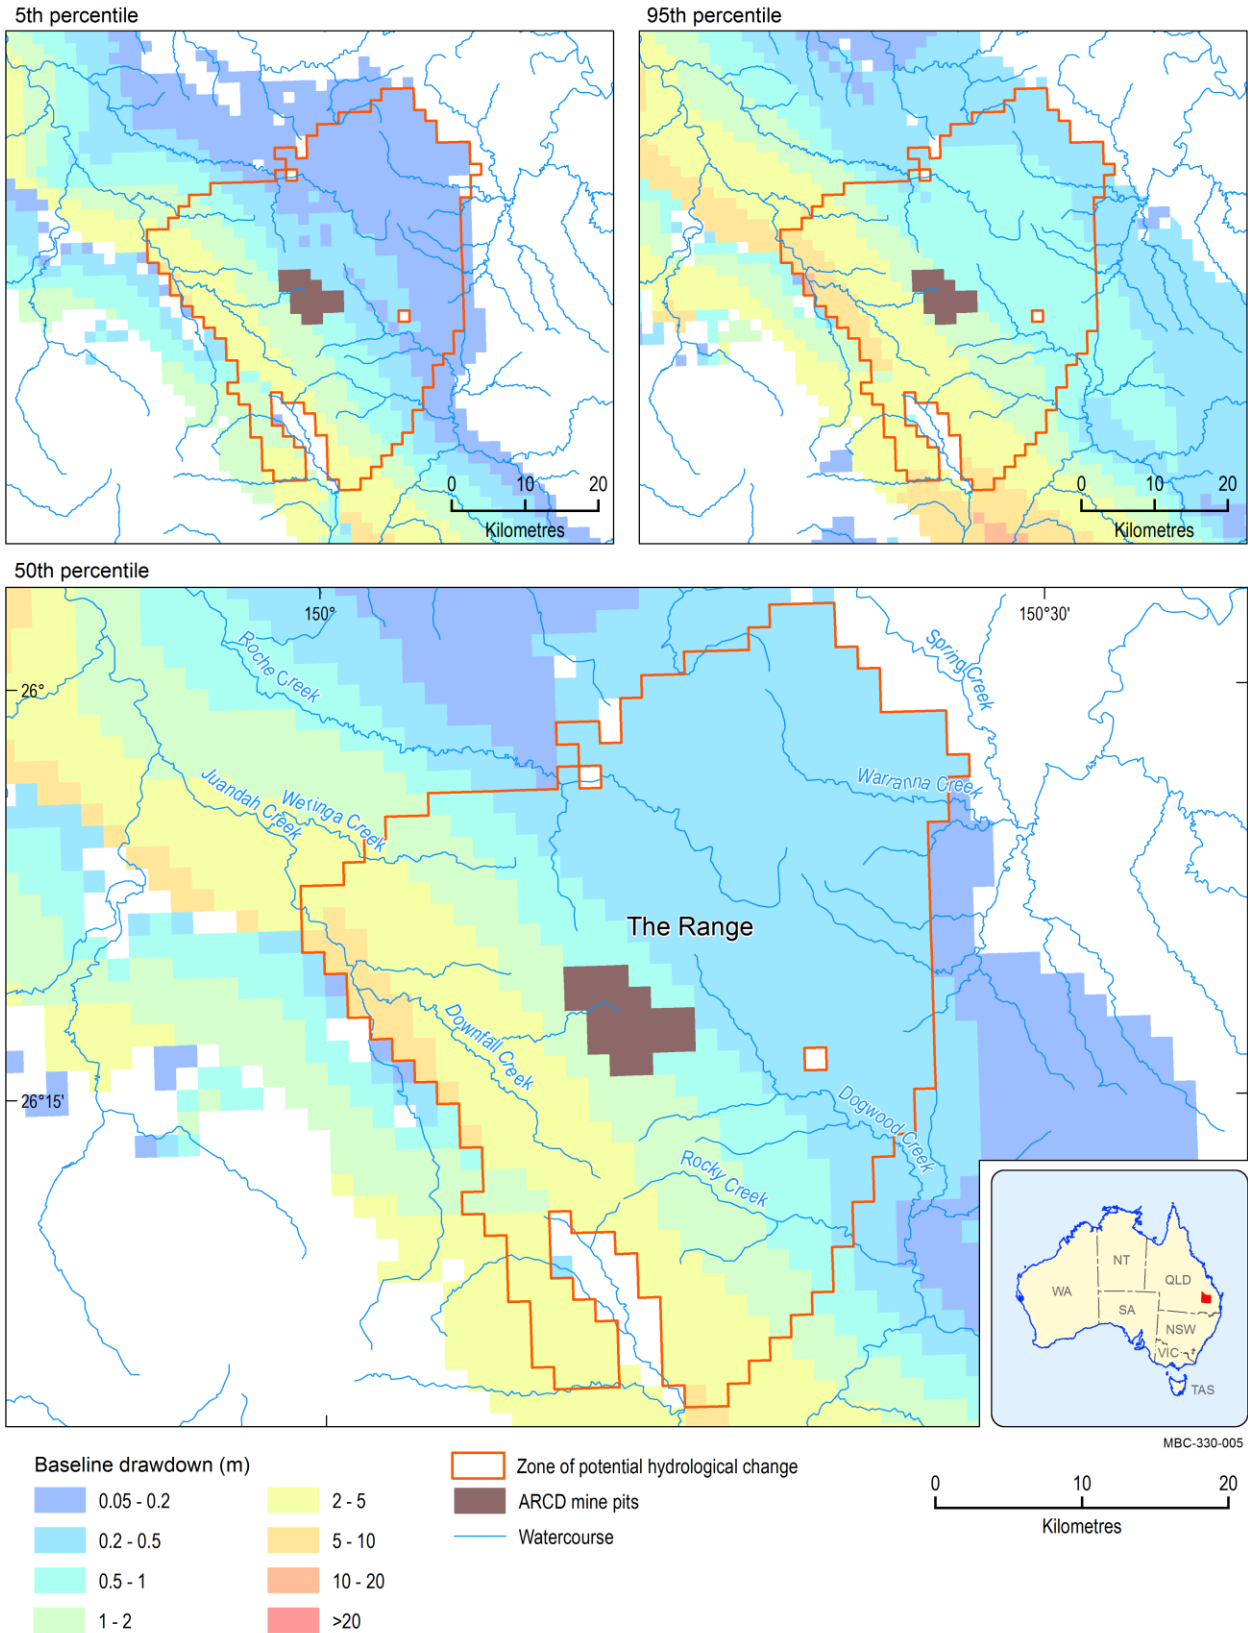 5th percentile
95th percentile
0 10 20
Kilometres
0 10 20
Kilometres
50th percentile
150°
150°30'
26°
26°15'
Roche Creek
Spring Creek
Juandah Creek
Weringa Creek
Warranna Creek
The Range
Downfall Creek
Dogwood Creek
Rocky Creek
WA
NT
QLD
SA
NSW
VIC
TAS
MBC-330-005
Baseline drawdown (m)
0.05 - 0.2
0.2 - 0.5
0.5 - 1
1 - 2
2 - 5
5 - 10
10 - 20
>20
Zone of potential hydrological change
ARCD mine pits
Watercourse
0 10 20
Kilometres